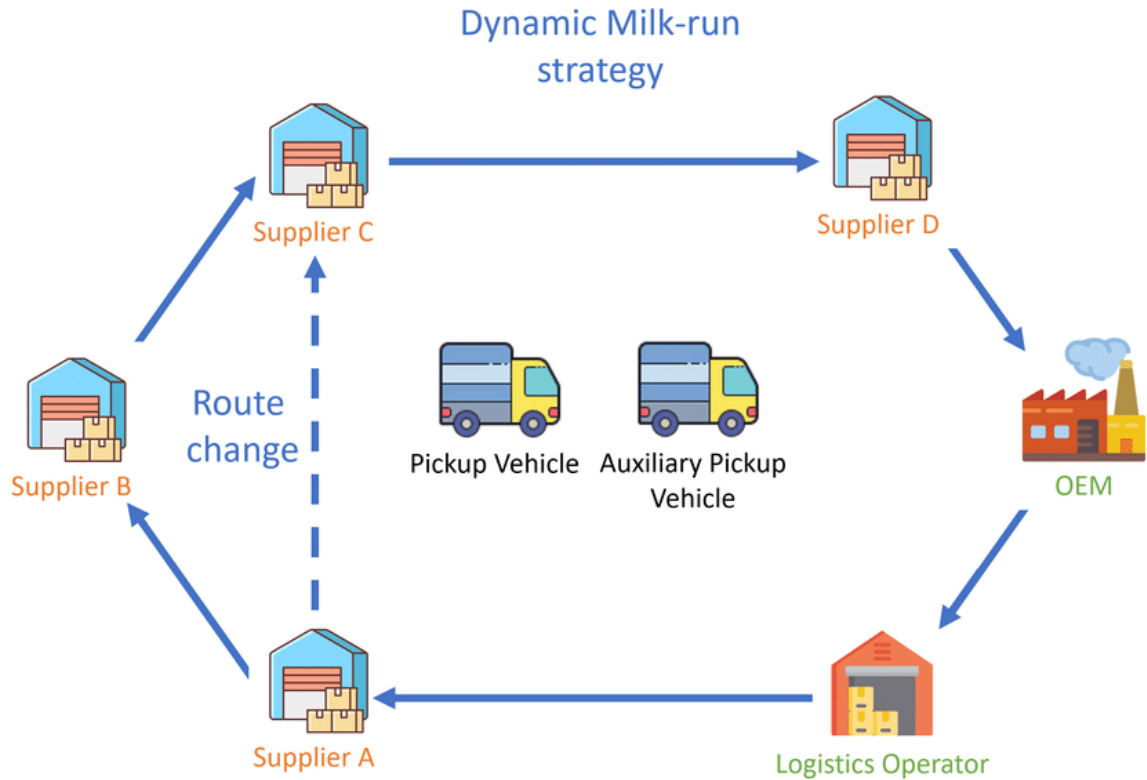 Dynamic Milk-run
strategy
Supplier C
Supplier D
Route
change
Pickup Vehicle
Auxiliary Pickup
Vehicle
Supplier B
OEM
Supplier A
Logistics Operator